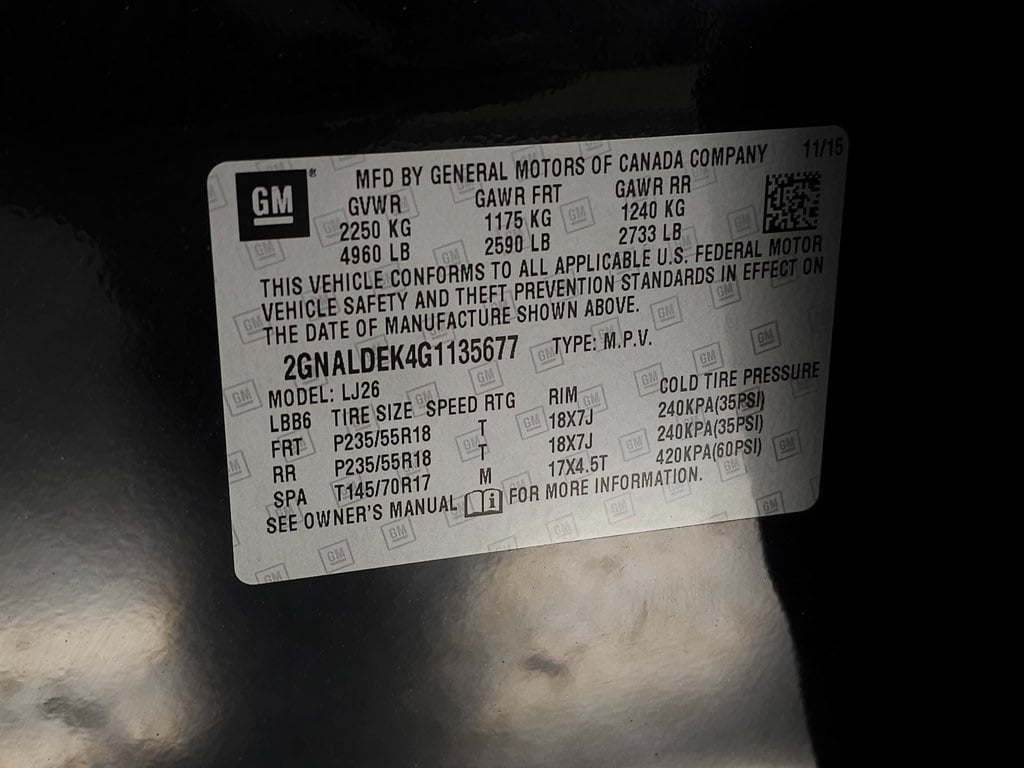 GM ® MFD BY GENERAL MOTORS OF CANADA COMPANY 11/15
GVWR GAWR FRT GAWR RR
2250 KG 1175 KG 1240 KG
4960 LB 2590 LB 2733 LB
THIS VEHICLE CONFORMS TO ALL APPLICABLE U.S. FEDERAL MOTOR
VEHICLE SAFETY AND THEFT PREVENTION STANDARDS IN EFFECT ON
THE DATE OF MANUFACTURE SHOWN ABOVE.
2GNALDEK4G1135677 TYPE: M.P.V.
MODEL: LJ26
LBB6 TIRE SIZE SPEED RTG RIM COLD TIRE PRESSURE
FRT P235/55R18 T 18X7J 240KPA(35PSI)
RR P235/55R18 T 18X7J 240KPA(35PSI)
SPA T145/70R17 M 17X4.5T 420KPA(60PSI)
SEE OWNER'S MANUAL i FOR MORE INFORMATION.